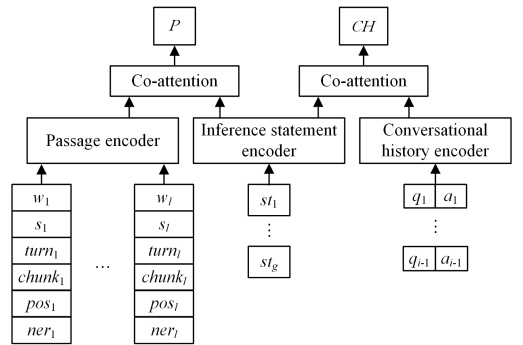 P CH
Co-attention Co-attention
Passage encoder Inference statement encoder Conversational history encoder
w₁ wₗ st₁ q₁ a₁
s₁ sₗ ⋮ ⋮
turn₁ turnₗ
chunk₁ … chunkₗ st_g qᵢ₋₁ aᵢ₋₁
pos₁ posₗ
ner₁ nerₗ